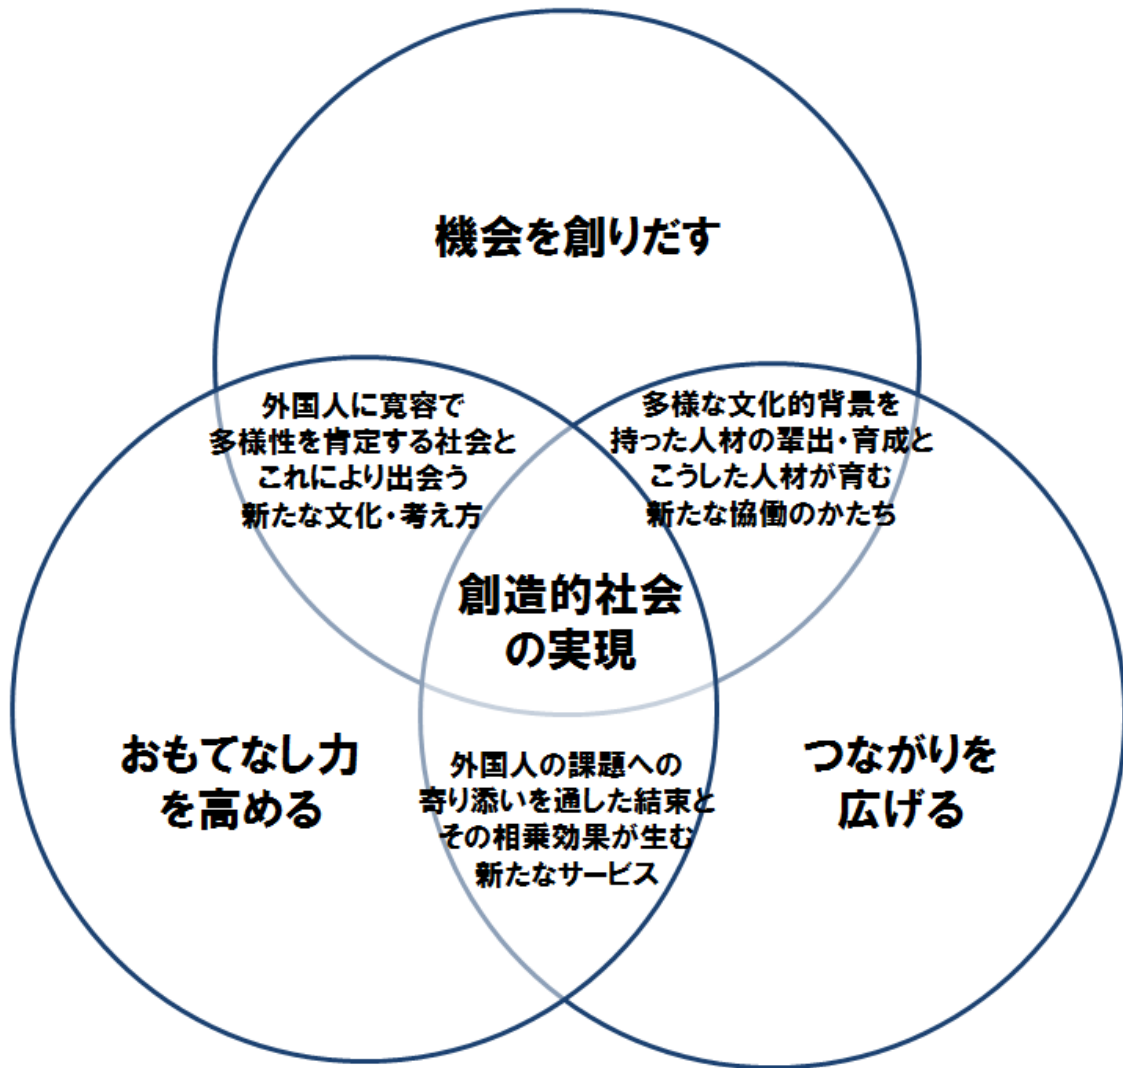 機会を創りだす
外国人に寛容で
多様性を肯定する社会と
これにより出会う
新たな文化・考え方
多様な文化的背景を
持った人材の輩出・育成と
こうした人材が育む
新たな協働のかたち
創造的社会
の実現
おもてなし力
を高める
外国人の課題への
寄り添いを通した結束と
その相乗効果が生む
新たなサービス
つながりを
広げる